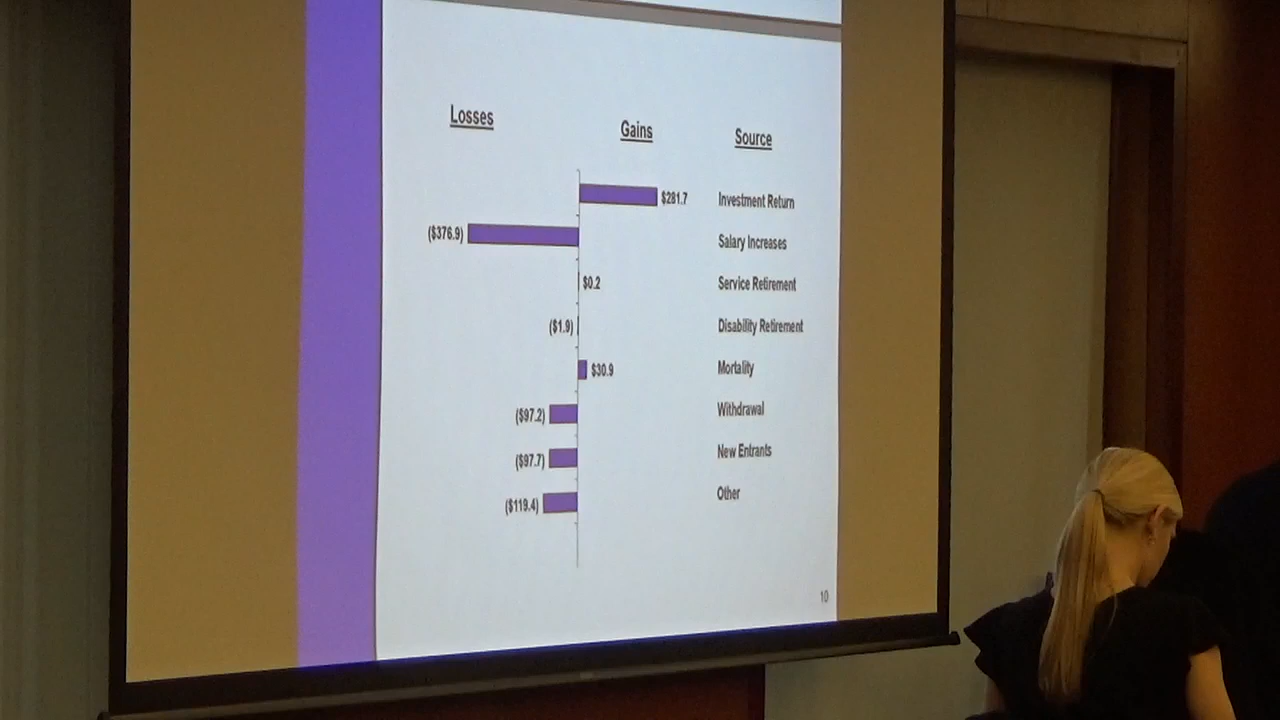 Losses Gains Source
$281.7 Investment Return
($376.9) Salary Increases
$0.2 Service Retirement
($1.9) Disability Retirement
$30.9 Mortality
($97.2) Withdrawal
($97.7) New Entrants
($119.4) Other
10